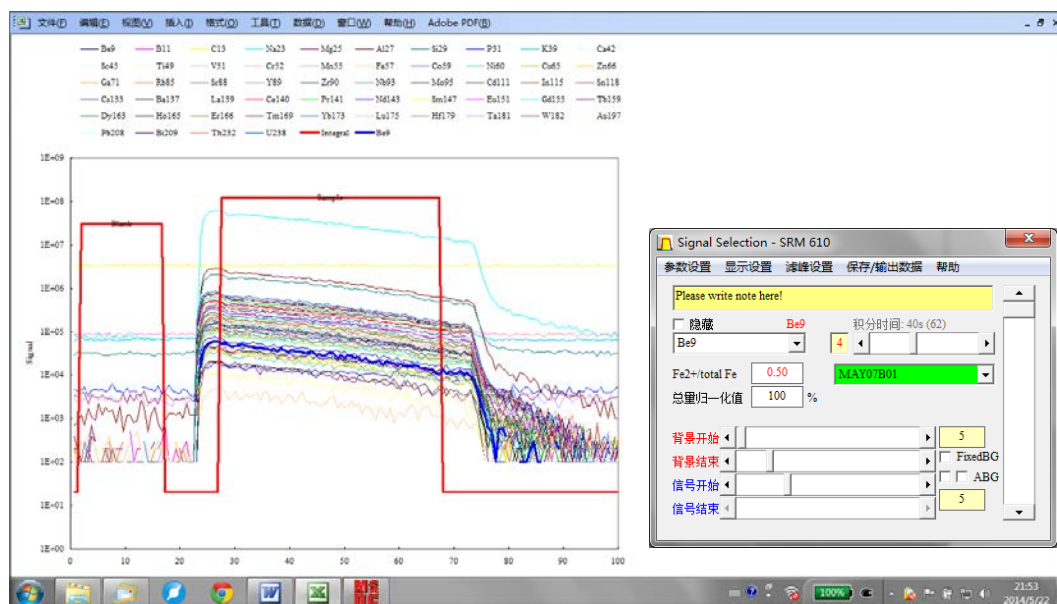 文件(F) 编辑(E) 视图(V) 插入(I) 格式(O) 工具(T) 数据(D) 窗口(W) 帮助(H) Adobe PDF(B)
Be9 B11 C13 Na23 Mg25 Al27 Si29 P31 K39 Ca42
Sc45 Ti49 V51 Cr52 Mn55 Fe57 Co59 Ni60 Cu65 Zn66
Ga71 Rb85 Sr88 Y89 Zr90 Nb93 Mo95 Cd111 In115 Sn118
Cs133 Ba137 La139 Ce140 Pr141 Nd143 Sm147 Eu151 Gd155 Tb159
Dy163 Ho165 Er166 Tm169 Yb173 Lu175 Hf179 Ta181 W182 Au197
Pb208 Bi209 Th232 U238 Integral Be9
1E+09
1E+08
1E+07
1E+06
1E+05
1E+04
1E+03
1E+02
1E+01
1E+00
Signal
Blank
Sample
0 10 20 30 40 50 60 70 80 90 100
Signal Selection - SRM 610
参数设置 显示设置 滤峰设置 保存/输出数据 帮助
Please write note here!
隐藏 Be9 积分时间: 40s (62)
Be9 4
Fe2+/total Fe 0.50 MAY07B01
总量归一化值 100 %
背景开始 5
背景结束 FixedBG
信号开始 ABG
信号结束 5
100%
21:53
2014/5/22